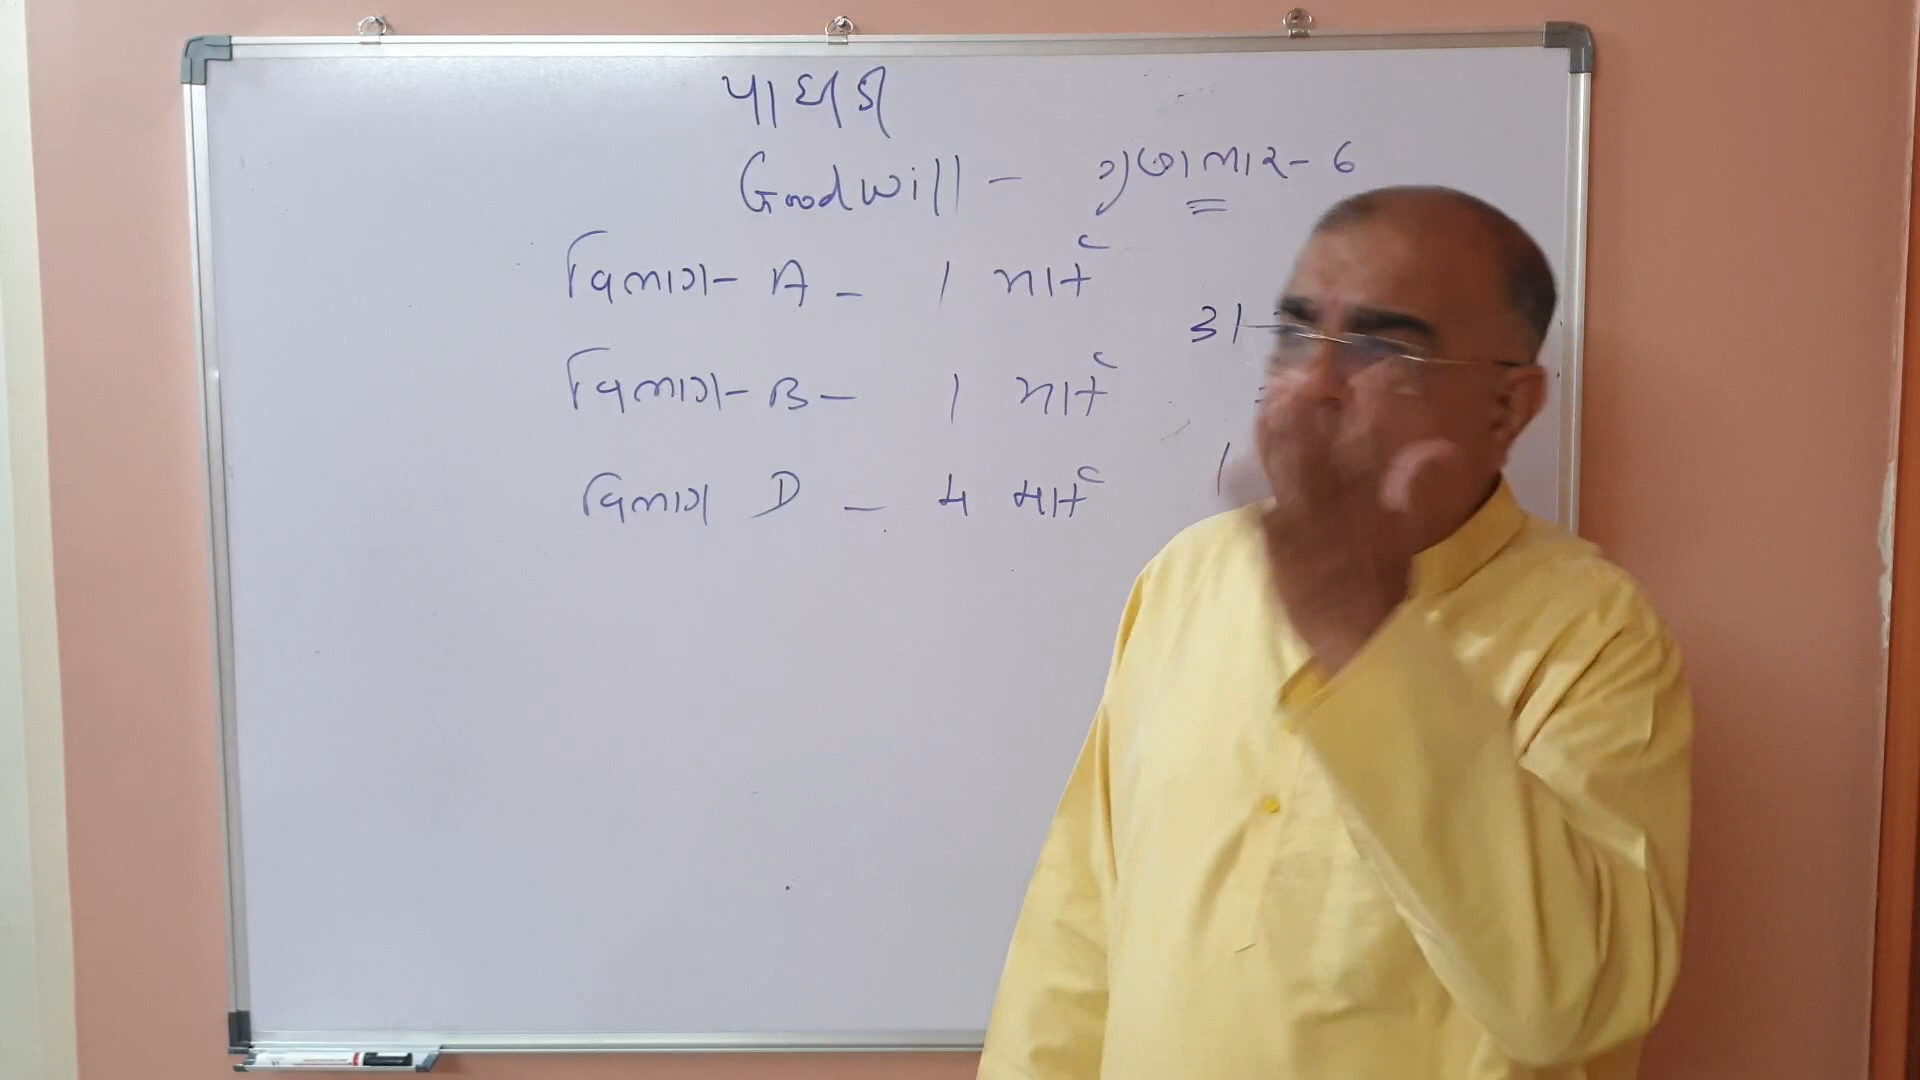 પાઘડી
Goodwill - ગુણભાર - 6
વિભાગ - A - 1 માર્ક
વિભાગ - B - 1 માર્ક
વિભાગ D - 4 માર્ક